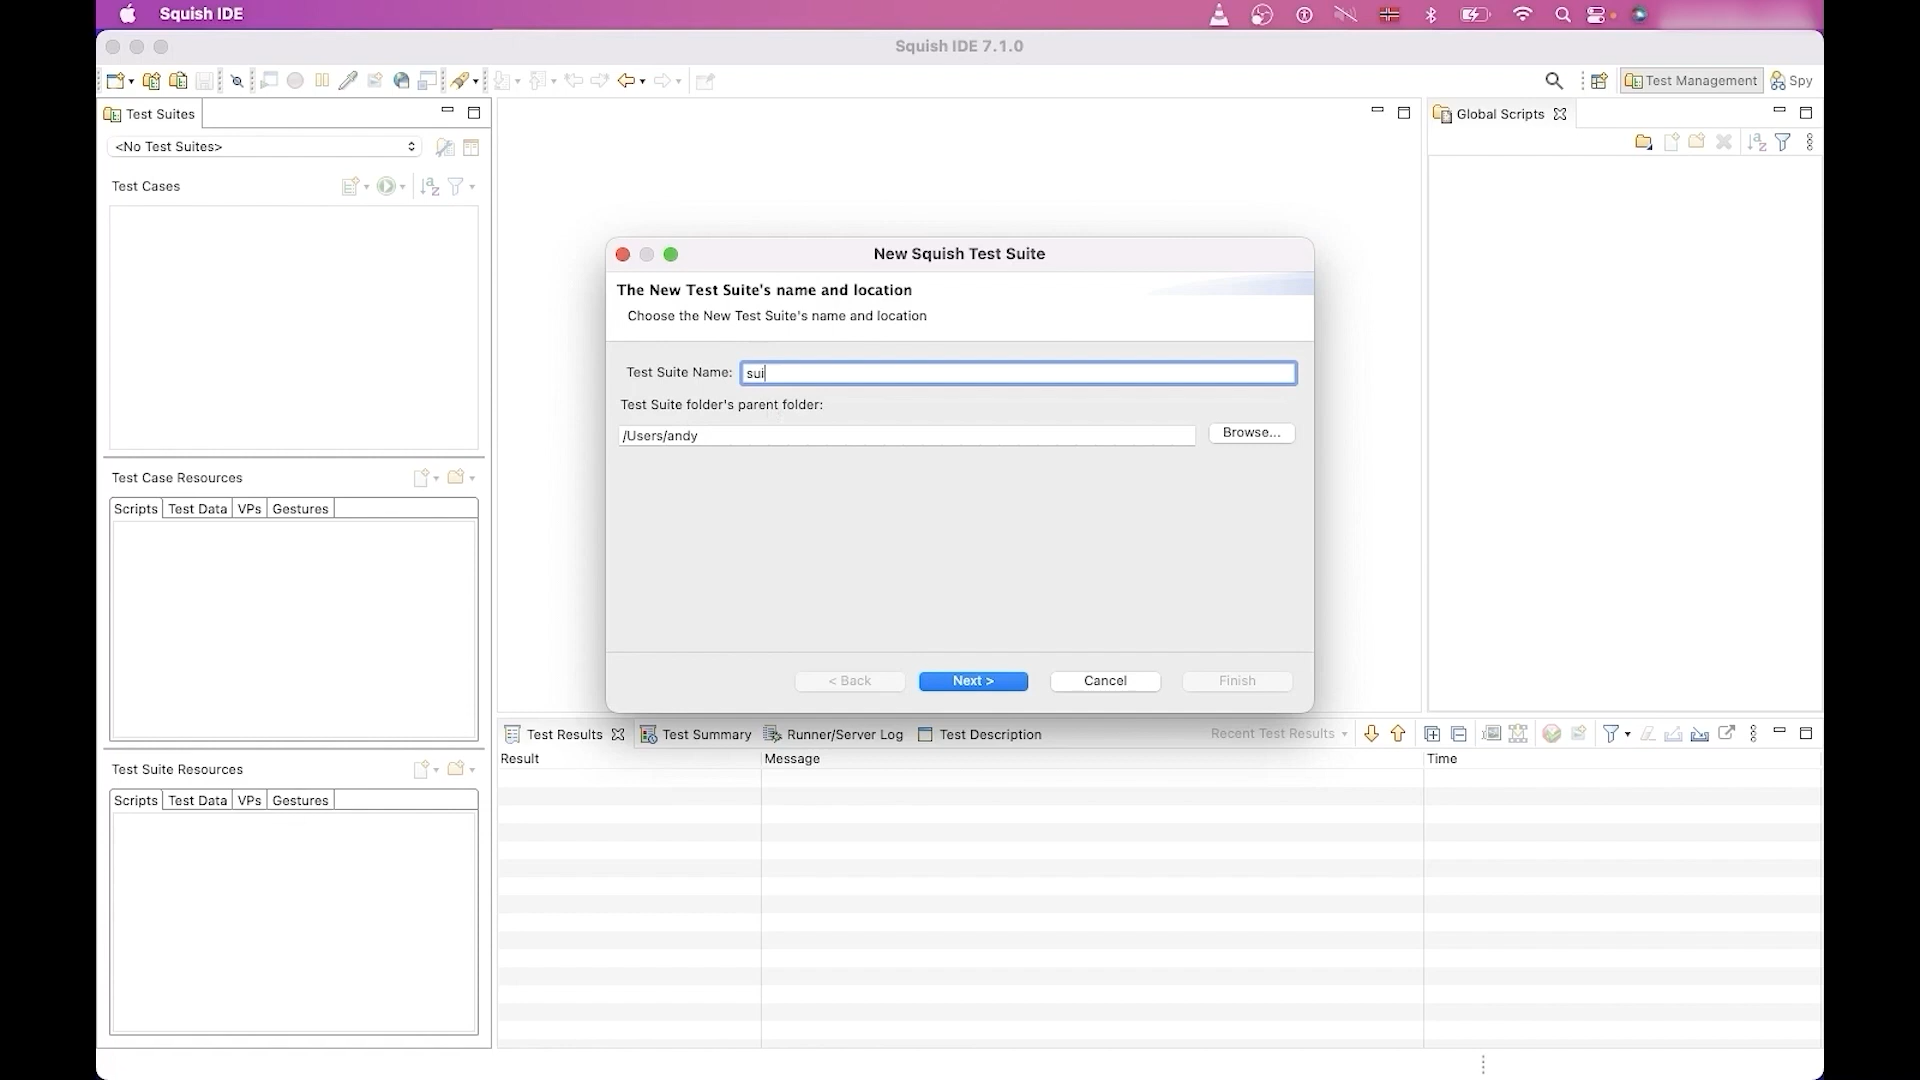 Squish IDE
Squish IDE 7.1.0
Test Management
Spy
Test Suites
Global Scripts
<No Test Suites>
Test Cases
New Squish Test Suite
The New Test Suite's name and location
Choose the New Test Suite's name and location
Test Suite Name: sui
Test Suite folder's parent folder:
/Users/andy
Browse...
< Back
Next >
Cancel
Finish
Test Case Resources
Scripts
Test Data
VPs
Gestures
Test Results
Test Summary
Runner/Server Log
Test Description
Recent Test Results
Result
Message
Time
Test Suite Resources
Scripts
Test Data
VPs
Gestures